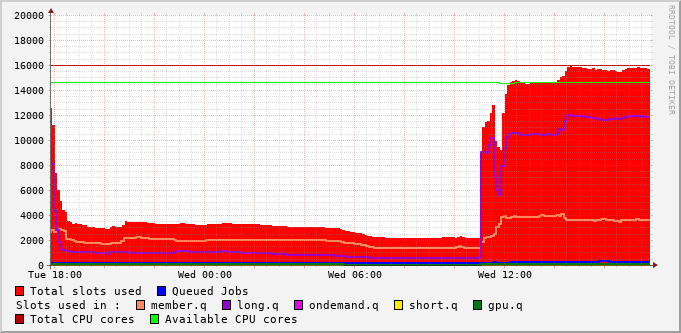 20000
18000
16000
14000
12000
10000
8000
6000
4000
2000
0
Tue 18:00 Wed 00:00 Wed 06:00 Wed 12:00
RRDTOOL / TOBI OETIKER
Total slots used Queued Jobs
Slots used in : member.q long.q ondemand.q short.q gpu.q
Total CPU cores Available CPU cores